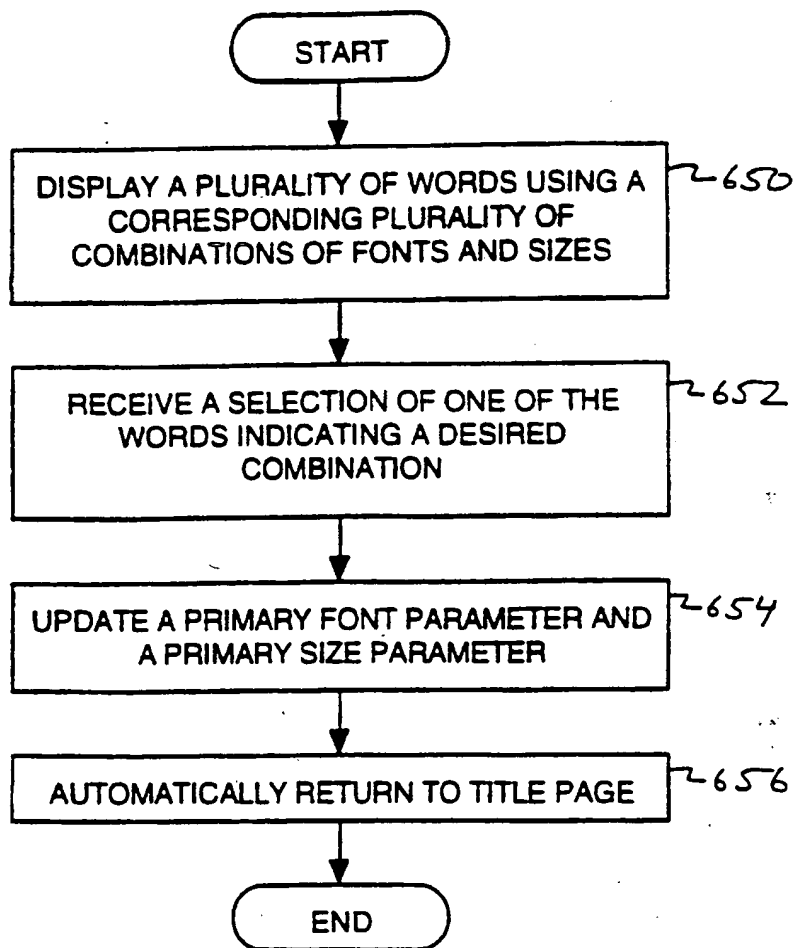 START
DISPLAY A PLURALITY OF WORDS USING A
650
CORRESPONDING PLURALITY OF
COMBINATIONS OF FONTS AND SIZES
RECEIVE A SELECTION OF ONE OF THE
652
WORDS INDICATING A DESIRED
COMBINATION
UPDATE A PRIMARY FONT PARAMETER AND
654
A PRIMARY SIZE PARAMETER
AUTOMATICALLY RETURN TO TITLE PAGE
656
END